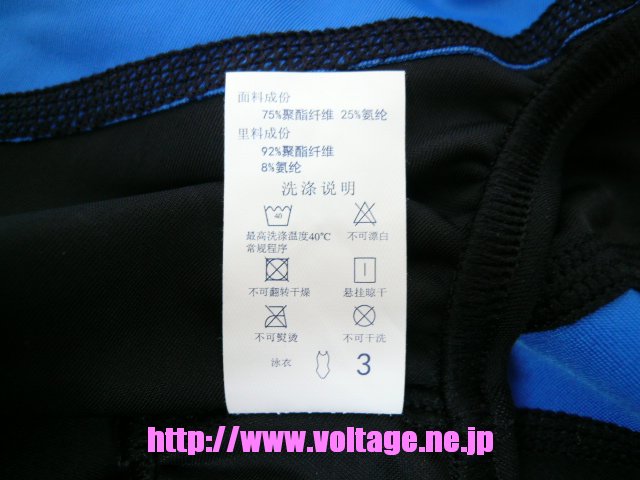 面料成份
75%聚酯纤维 25%氨纶
里料成份
92%聚酯纤维
8%氨纶
洗涤说明
40
最高洗涤温度40℃ 不可漂白
常规程序
不可翻转干燥 悬挂晾干
不可熨烫 不可干洗
泳衣 3
http://www.voltage.ne.jp